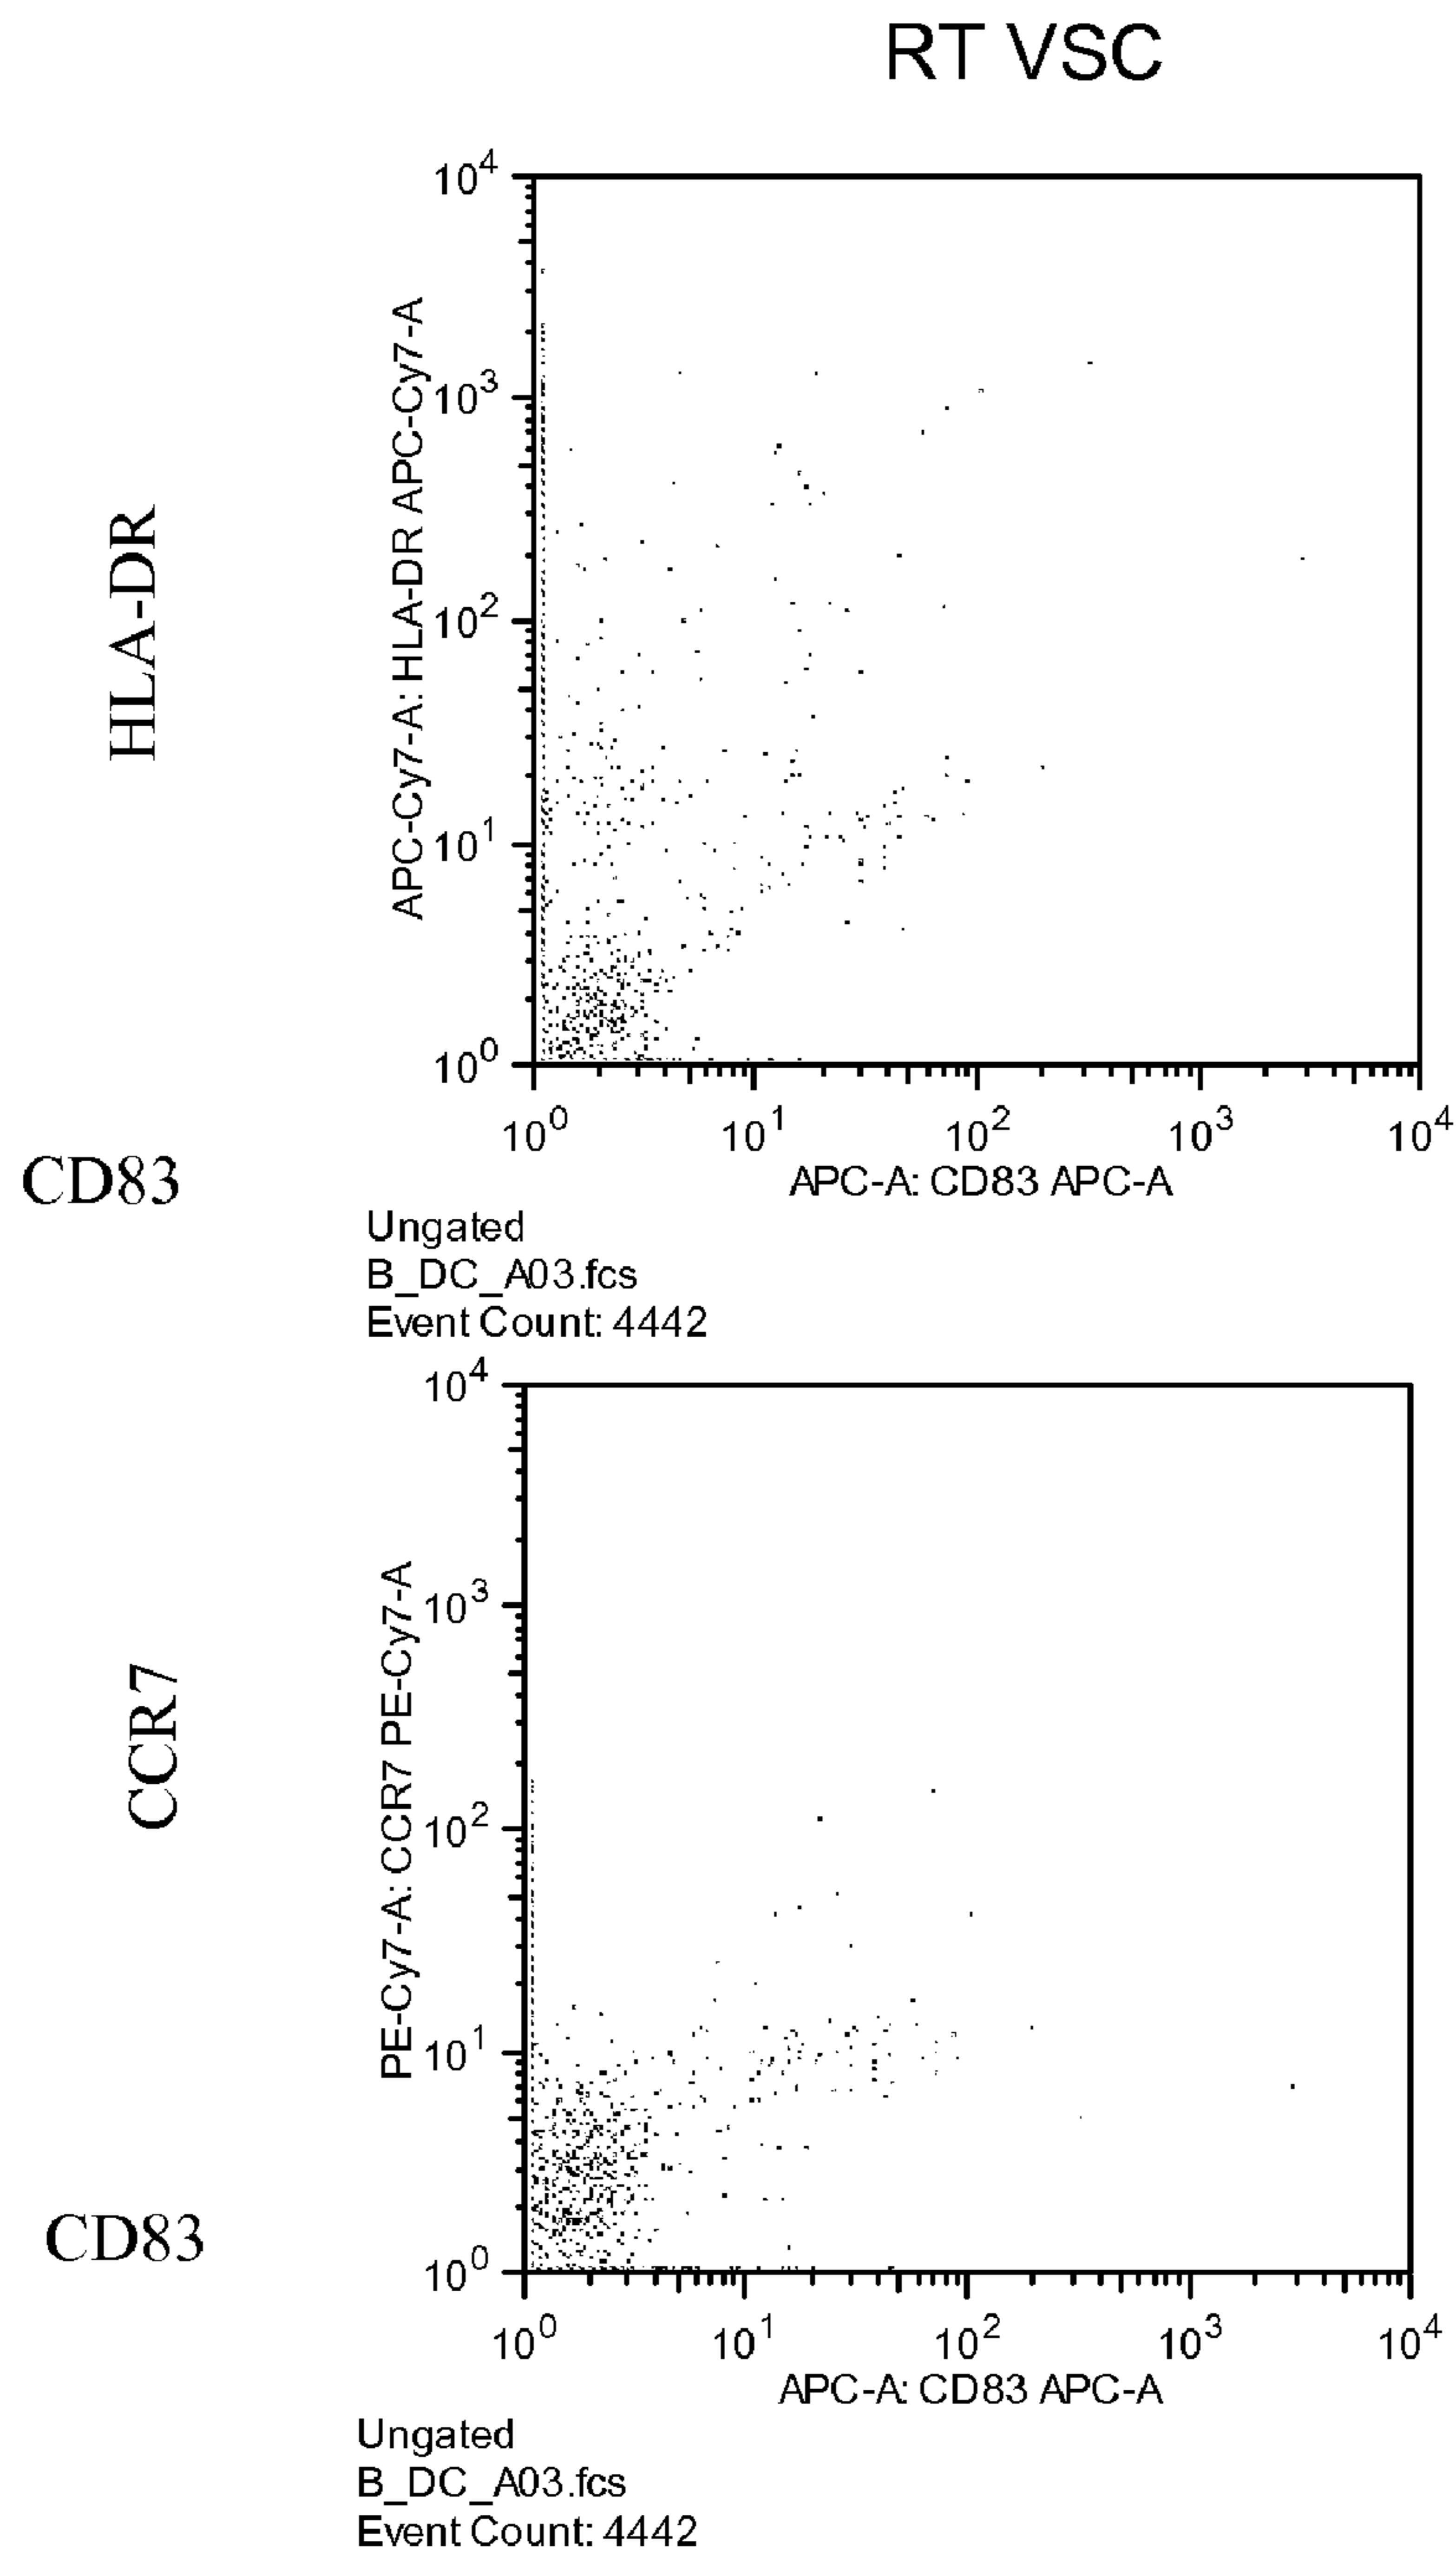 RT VSC
HLA-DR
APC-Cy7-A: HLA-DR APC-Cy7-A
10^4
10^3
10^2
10^1
10^0
10^0 10^1 10^2 10^3 10^4
CD83
APC-A: CD83 APC-A
Ungated
B_DC_A03.fcs
Event Count: 4442
CCR7
PE-Cy7-A: CCR7 PE-Cy7-A
10^4
10^3
10^2
10^1
10^0
CD83
10^0 10^1 10^2 10^3 10^4
APC-A: CD83 APC-A
Ungated
B_DC_A03.fcs
Event Count: 4442